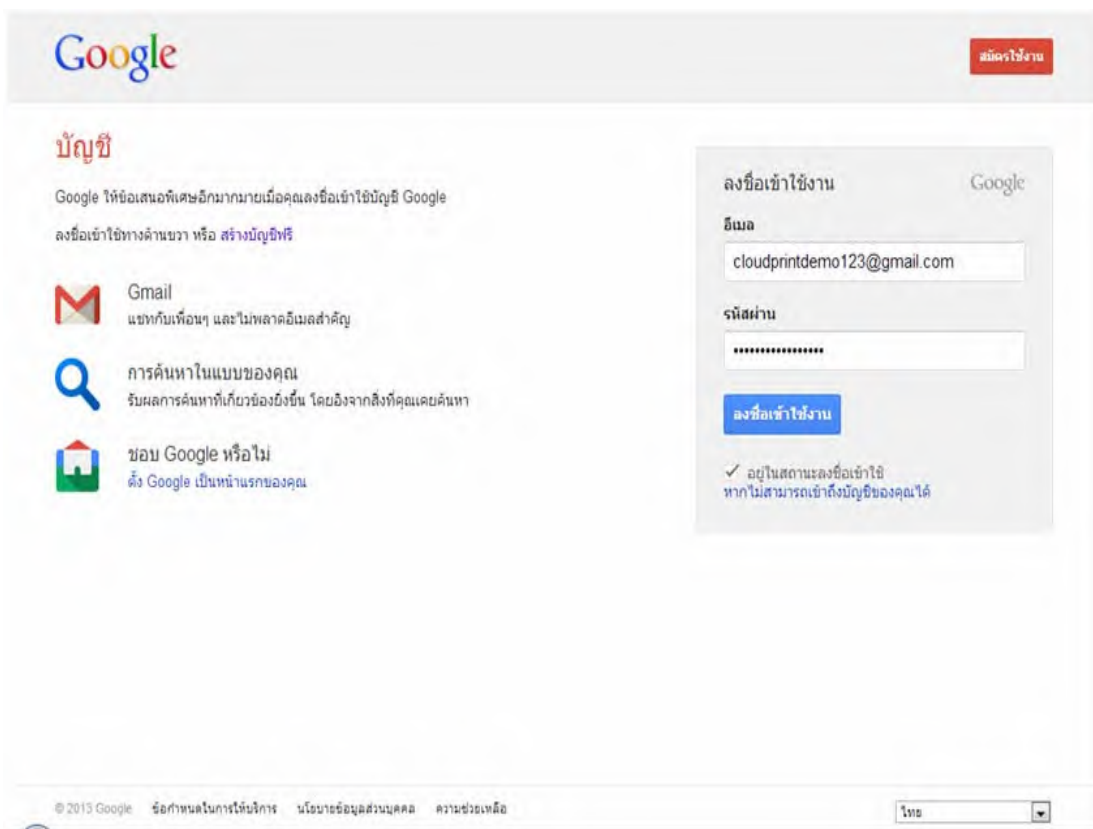 Google
สมัครใช้งาน
บัญชี
Google ให้ข้อเสนอพิเศษอีกมากมายเมื่อคุณลงชื่อเข้าใช้บัญชี Google
ลงชื่อเข้าใช้ทางด้านขวา หรือ สร้างบัญชีฟรี
Gmail
แชทกับเพื่อนๆ และไม่พลาดอีเมลสำคัญ
การค้นหาในแบบของคุณ
รับผลการค้นหาที่เกี่ยวข้องยิ่งขึ้น โดยอิงจากสิ่งที่คุณเคยค้นหา
ชอบ Google หรือไม่
ตั้ง Google เป็นหน้าแรกของคุณ
ลงชื่อเข้าใช้งาน Google
อีเมล
cloudprintdemo123@gmail.com
รหัสผ่าน
•••••••••••••••••
ลงชื่อเข้าใช้งาน
✓ อยู่ในสถานะลงชื่อเข้าใช้
หากไม่สามารถเข้าถึงบัญชีของคุณได้
© 2013 Google ข้อกำหนดในการให้บริการ นโยบายข้อมูลส่วนบุคคล ความช่วยเหลือ ไทย